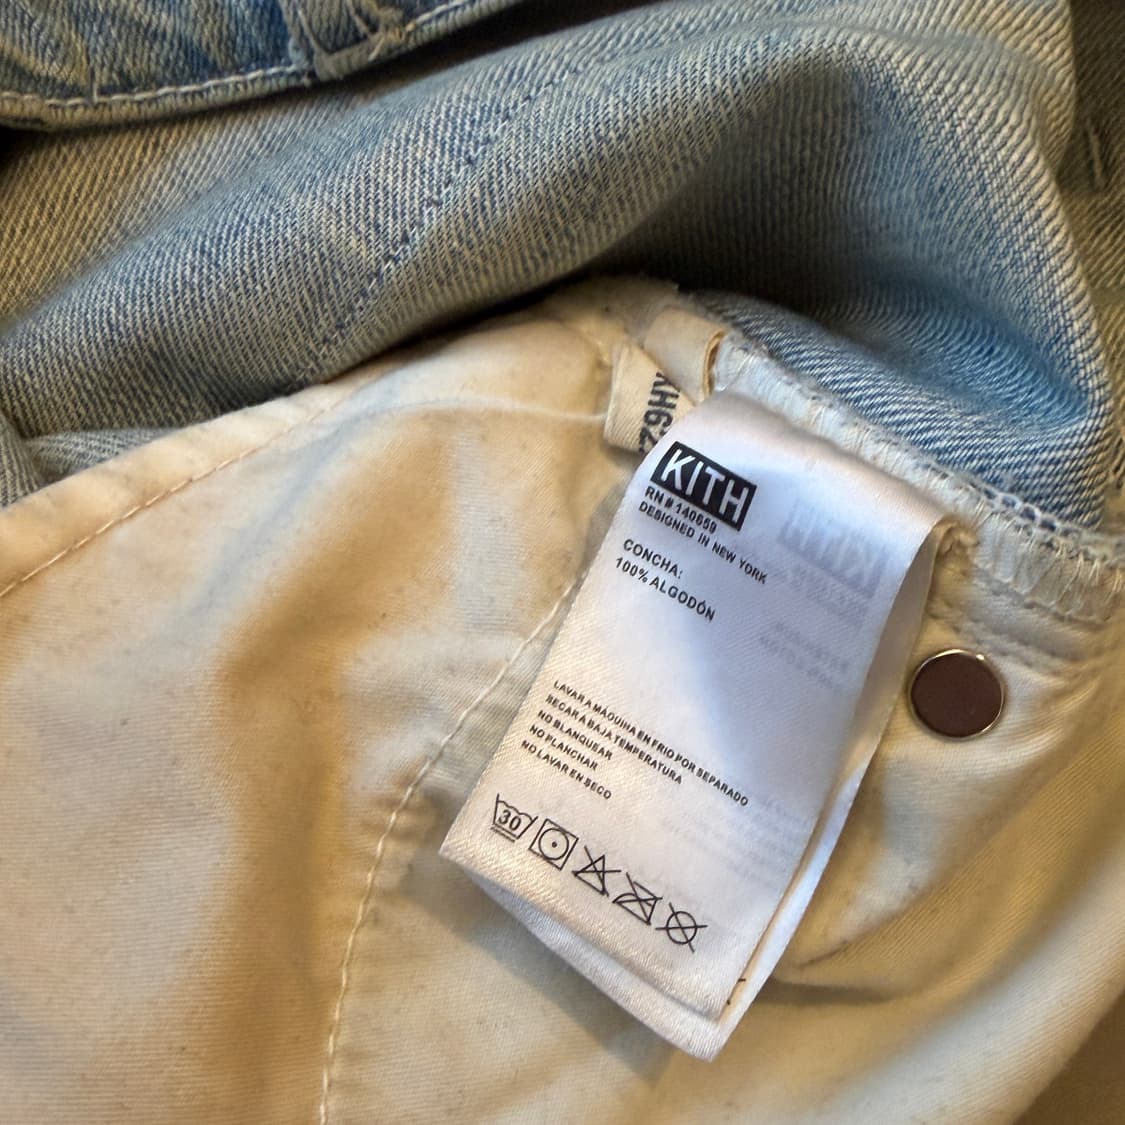 KITH
RN # 140659
DESIGNED IN NEW YORK
CONCHA:
100% ALGODÓN
LAVAR A MÁQUINA EN FRIO POR SEPARADO
SECAR A BAJA TEMPERATURA
NO BLANQUEAR
NO PLANCHAR
NO LAVAR EN SECO
30